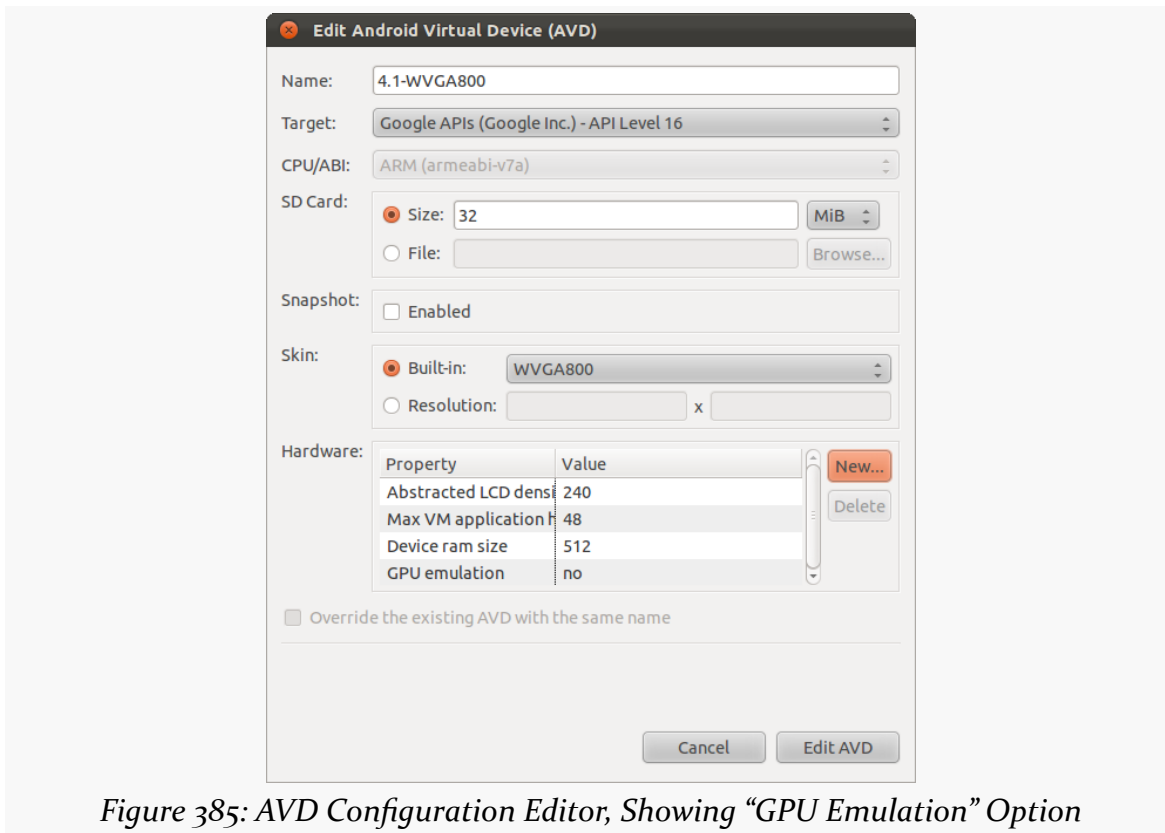 Edit Android Virtual Device (AVD)
Name: 4.1-WVGA800
Target: Google APIs (Google Inc.) - API Level 16
CPU/ABI: ARM (armeabi-v7a)
SD Card:
Size: 32 MiB
File: Browse...
Snapshot:
Enabled
Skin:
Built-in: WVGA800
Resolution: x
Hardware:
Property Value New...
Abstracted LCD densi 240
Delete
Max VM application h 48
Device ram size 512
GPU emulation no
Override the existing AVD with the same name
Cancel Edit AVD
Figure 385: AVD Configuration Editor, Showing “GPU Emulation” Option